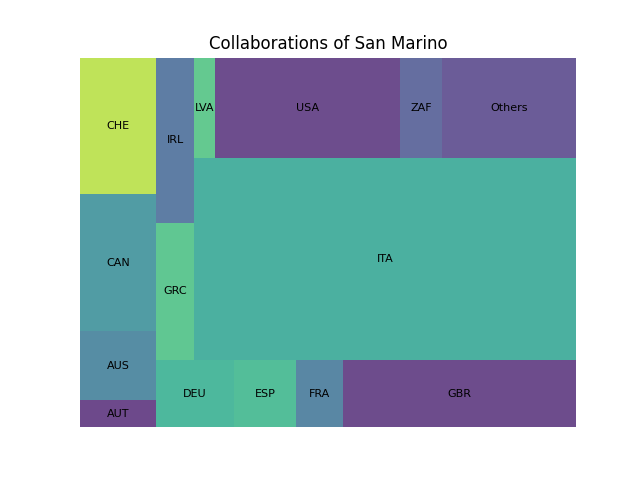 Collaborations of San Marino
CHE
IRL
LVA
USA
ZAF
Others
CAN
GRC
ITA
AUS
AUT
DEU
ESP
FRA
GBR